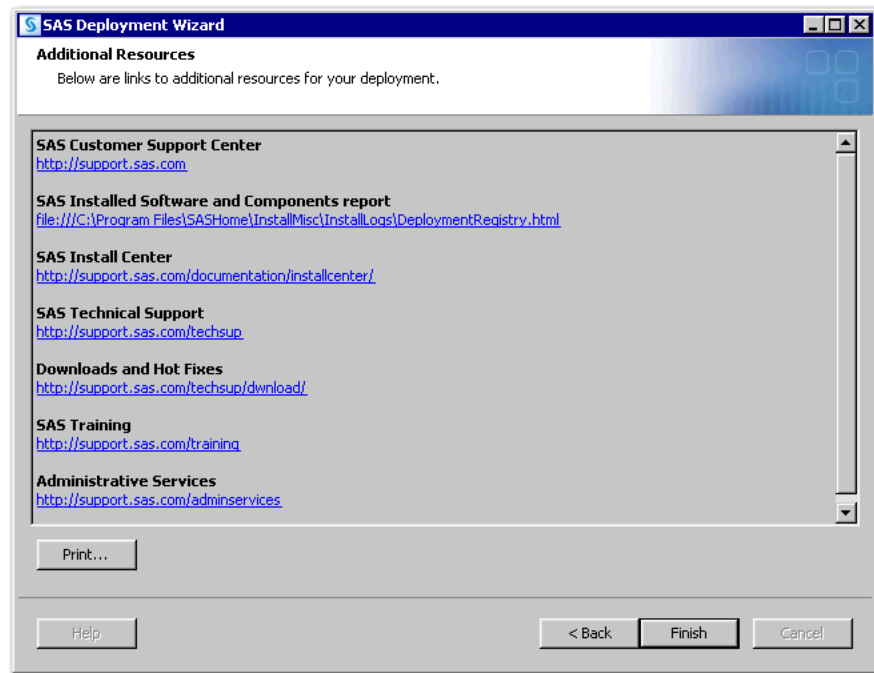 SAS Deployment Wizard
Additional Resources
Below are links to additional resources for your deployment.
SAS Customer Support Center
http://support.sas.com
SAS Installed Software and Components report
file:///C:\Program Files\SASHome\InstallMisc\InstallLogs\DeploymentRegistry.html
SAS Install Center
http://support.sas.com/documentation/installcenter/
SAS Technical Support
http://support.sas.com/techsup
Downloads and Hot Fixes
http://support.sas.com/techsup/dwnload/
SAS Training
http://support.sas.com/training
Administrative Services
http://support.sas.com/adminservices
Print...
Help
< Back
Finish
Cancel